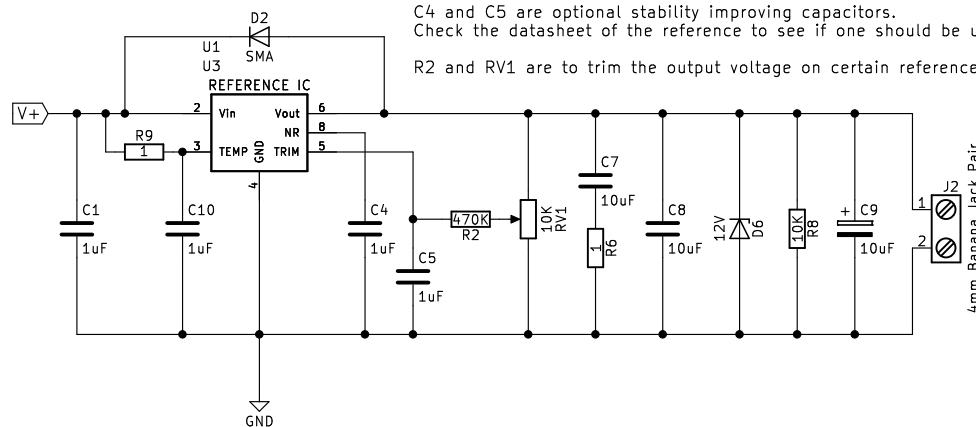 C4 and C5 are optional stability improving capacitors.
Check the datasheet of the reference to see if one should be
R2 and RV1 are to trim the output voltage on certain
D2
SMA
U1
U3
REFERENCE IC
V+
2
Vin
Vout
6
NR
8
R9
1
3
TEMP
GND
TRIM
5
4
C1
1uF
C10
1uF
C4
1uF
C5
1uF
470K
R2
10K
RV1
C7
10uF
1
R6
C8
10uF
12V
D6
10K
R8
+
C9
10uF
J2
1
2
4mm Banana Jack Pair
GND